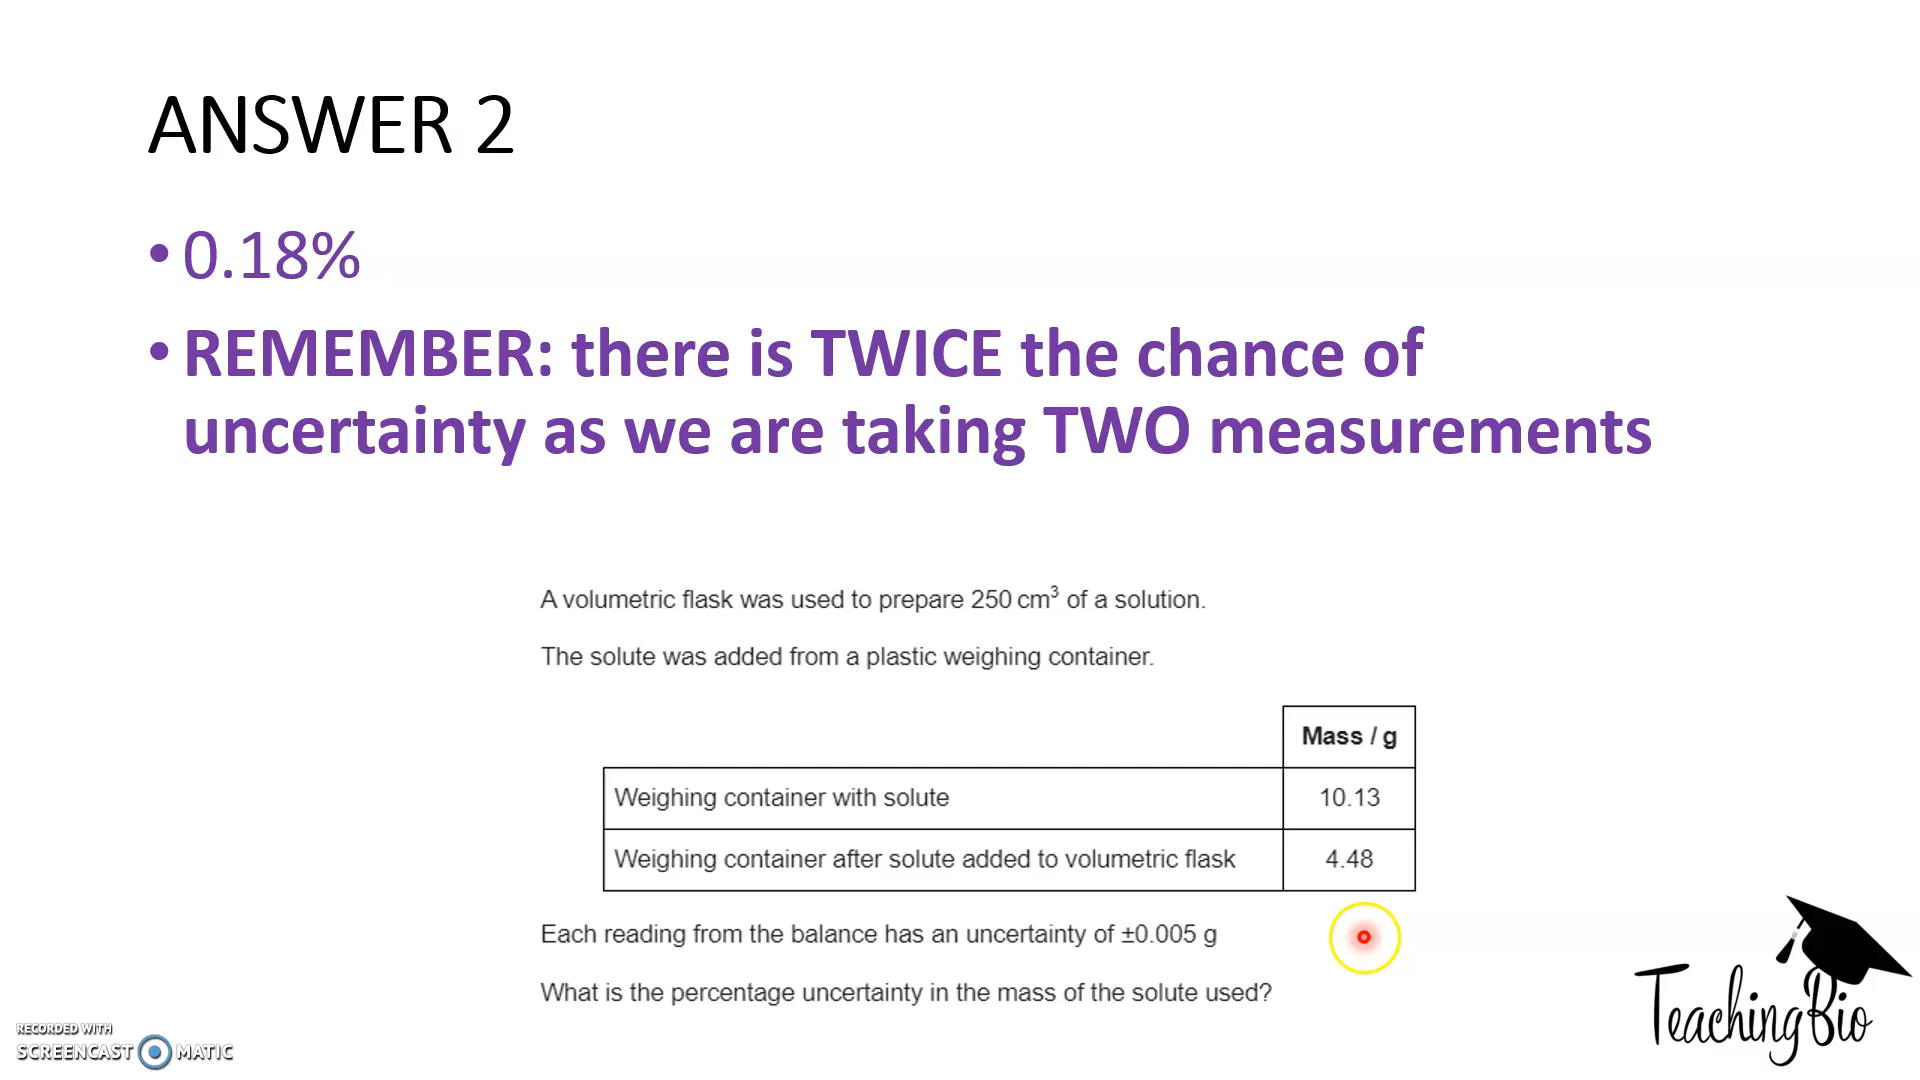 ANSWER 2
• 0.18%
• REMEMBER: there is TWICE the chance of
uncertainty as we are taking TWO measurements
A volumetric flask was used to prepare 250 cm³ of a solution.
The solute was added from a plastic weighing container.
Mass / g
Weighing container with solute 10.13
Weighing container after solute added to volumetric flask 4.48
Each reading from the balance has an uncertainty of ±0.005 g
What is the percentage uncertainty in the mass of the solute used?
TeachingBio
RECORDED WITH
SCREENCAST MATIC